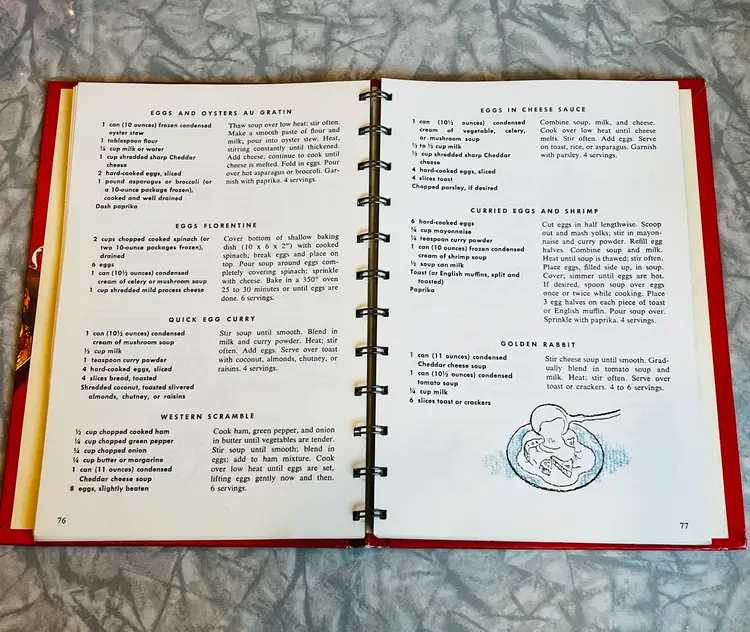 EGGS AND OYSTERS AU GRATIN
1 can (10 ounces) frozen condensed
oyster stew
1 tablespoon flour
¼ cup milk or water
1 cup shredded sharp Cheddar
cheese
2 hard-cooked eggs, sliced
1 pound asparagus or broccoli (or
a 10-ounce package frozen),
cooked and well drained
Dash paprika
Thaw soup over low heat; stir often.
Make a smooth paste of flour and
milk; pour into oyster stew. Heat,
stirring constantly until thickened.
Add cheese; continue to cook until
cheese is melted. Fold in eggs. Pour
over hot asparagus or broccoli. Gar-
nish with paprika. 4 servings.
EGGS FLORENTINE
2 cups chopped cooked spinach (or
two 10-ounce packages frozen),
drained
6 eggs
1 can (10½ ounces) condensed
cream of celery or mushroom soup
1 cup shredded mild process cheese
Cover bottom of shallow baking
dish (10 x 6 x 2") with cooked
spinach; break eggs and place on
top. Pour soup around eggs com-
pletely covering spinach; sprinkle
with cheese. Bake in a 350° oven
25 to 30 minutes or until eggs are
done. 6 servings.
QUICK EGG CURRY
1 can (10½ ounces) condensed
cream of mushroom soup
⅓ cup milk
1 teaspoon curry powder
4 hard-cooked eggs, sliced
4 slices bread, toasted
Shredded coconut, toasted slivered
almonds, chutney, or raisins
Stir soup until smooth. Blend in
milk and curry powder. Heat; stir
often. Add eggs. Serve over toast
with coconut, almonds, chutney, or
raisins. 4 servings.
WESTERN SCRAMBLE
½ cup chopped cooked ham
¼ cup chopped green pepper
¼ cup chopped onion
¼ cup butter or margarine
1 can (11 ounces) condensed
Cheddar cheese soup
8 eggs, slightly beaten
Cook ham, green pepper, and onion
in butter until vegetables are tender.
Stir soup until smooth; blend in
eggs; add to ham mixture. Cook
over low heat until eggs are set,
lifting eggs gently now and then.
6 servings.
76
EGGS IN CHEESE SAUCE
1 can (10½ ounces) condensed
cream of vegetable, celery,
or mushroom soup
⅓ to ½ cup milk
½ cup shredded sharp Cheddar
cheese
4 hard-cooked eggs, sliced
4 slices toast
Chopped parsley, if desired
Combine soup, milk, and cheese.
Cook over low heat until cheese
melts. Stir often. Add eggs. Serve
on toast, rice, or asparagus. Garnish
with parsley. 4 servings.
CURRIED EGGS AND SHRIMP
6 hard-cooked eggs
¼ cup mayonnaise
¼ teaspoon curry powder
1 can (10 ounces) frozen condensed
cream of shrimp soup
½ soup can milk
Toast (or English muffins, split and
toasted)
Paprika
Cut eggs in half lengthwise. Scoop
out and mash yolks; stir in mayon-
naise and curry powder. Refill egg
halves. Combine soup and milk.
Heat until soup is thawed; stir often.
Place eggs, filled side up, in soup.
Cover; simmer until eggs are hot.
If desired, spoon soup over eggs
once or twice while cooking. Place
3 egg halves on each piece of toast
or English muffin. Pour soup over.
Sprinkle with paprika. 4 servings.
GOLDEN RABBIT
1 can (11 ounces) condensed
Cheddar cheese soup
1 can (10½ ounces) condensed
tomato soup
¼ cup milk
6 slices toast or crackers
Stir cheese soup until smooth. Grad-
ually blend in tomato soup and
milk. Heat; stir often. Serve over
toast or crackers. 4 to 6 servings.
77